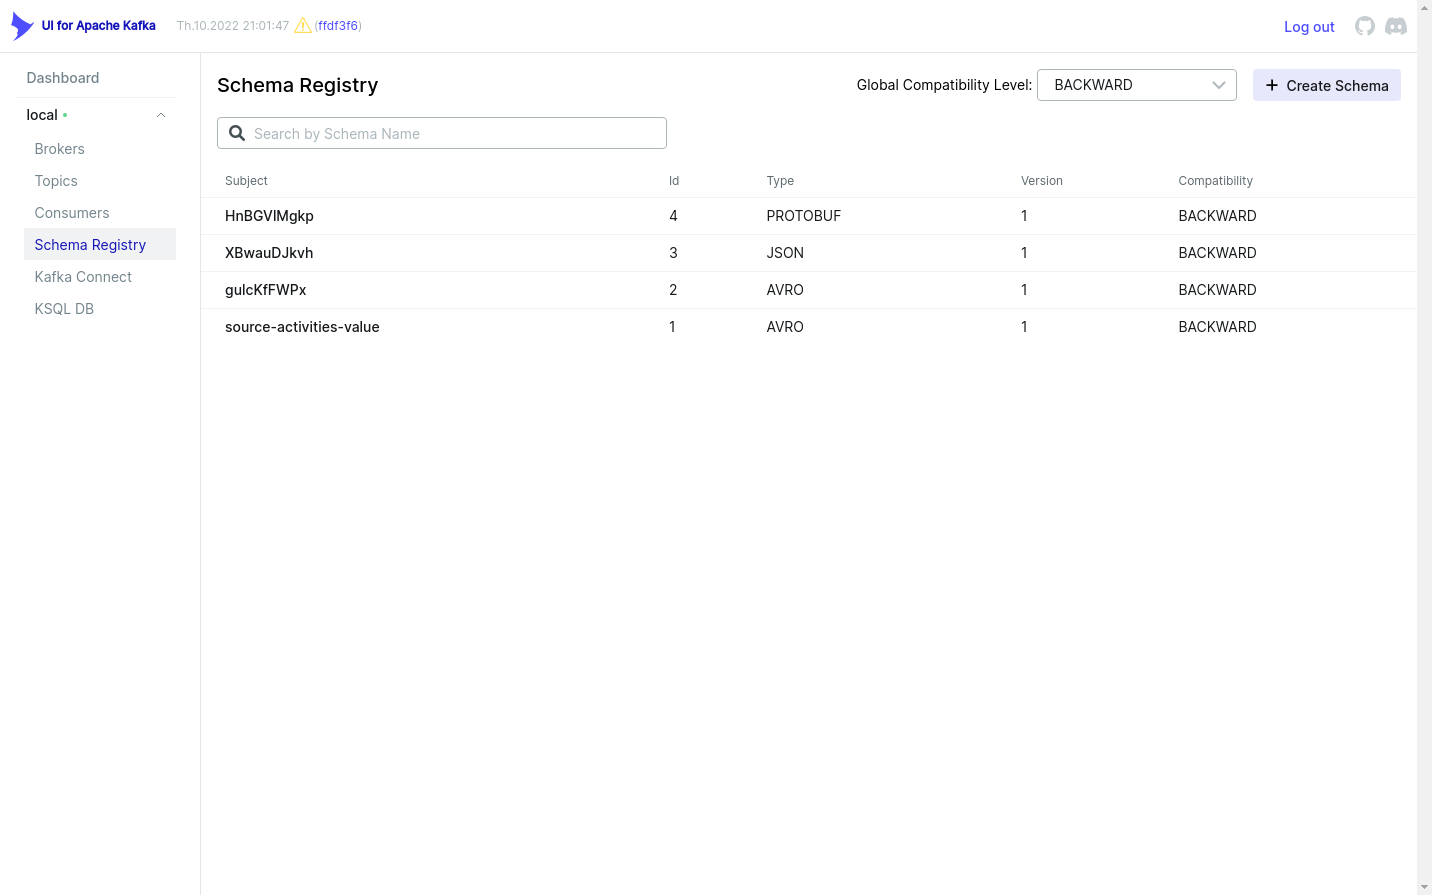 UI for Apache Kafka Th.10.2022 21:01:47 (ffdf3f6) Log out
Dashboard
local
Brokers
Topics
Consumers
Schema Registry
Kafka Connect
KSQL DB
Schema Registry Global Compatibility Level: BACKWARD Create Schema
Search by Schema Name
Subject Id Type Version Compatibility
HnBGVIMgkp 4 PROTOBUF 1 BACKWARD
XBwauDJkvh 3 JSON 1 BACKWARD
gulcKfFWPx 2 AVRO 1 BACKWARD
source-activities-value 1 AVRO 1 BACKWARD